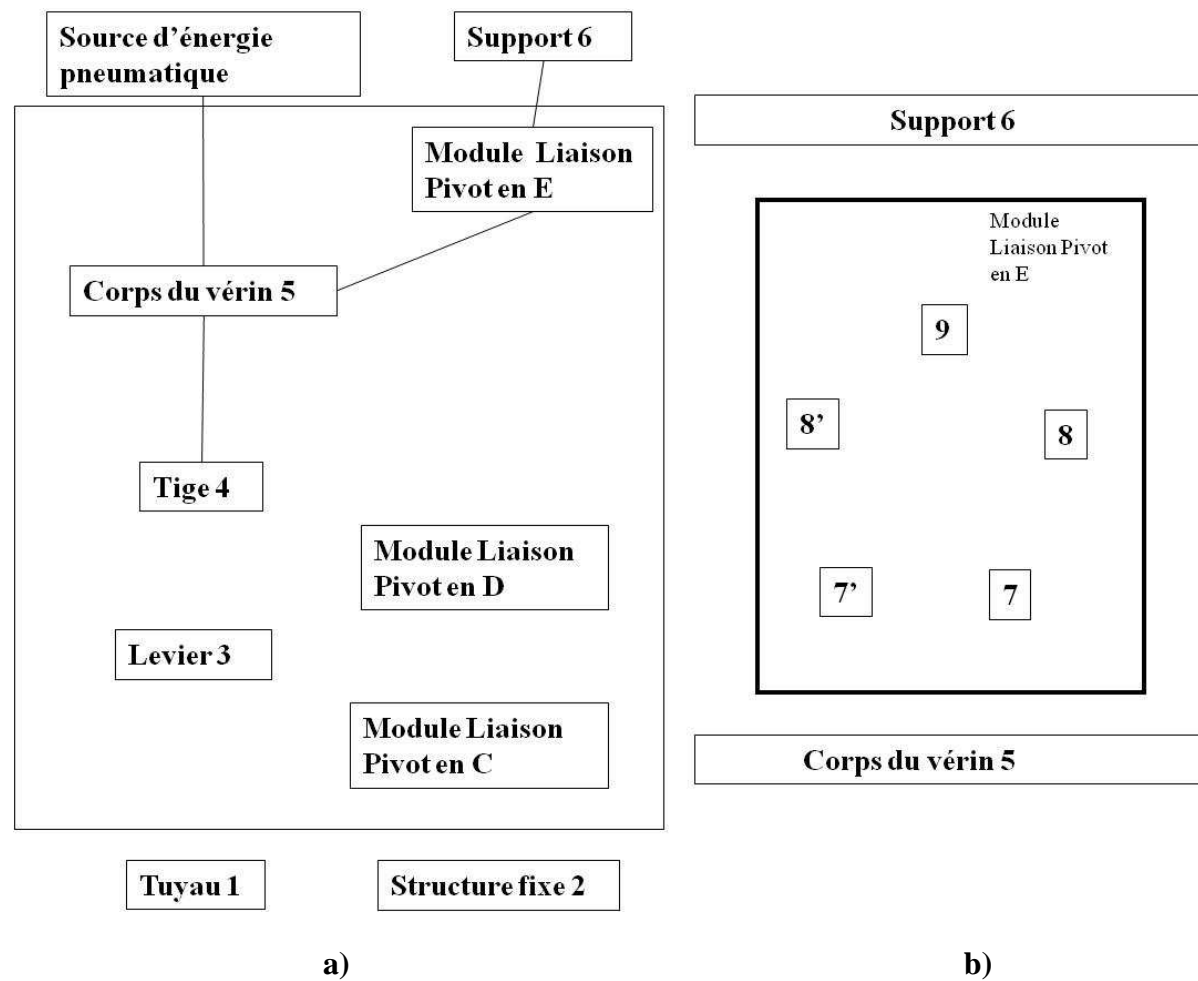 Source d’énergie
pneumatique
Support 6
Module Liaison
Pivot en E
Corps du vérin 5
Tige 4
Module Liaison
Pivot en D
Levier 3
Module Liaison
Pivot en C
Tuyau 1
Structure fixe 2
a)
Support 6
Module
Liaison Pivot
en E
9
8’
8
7’
7
Corps du vérin 5
b)